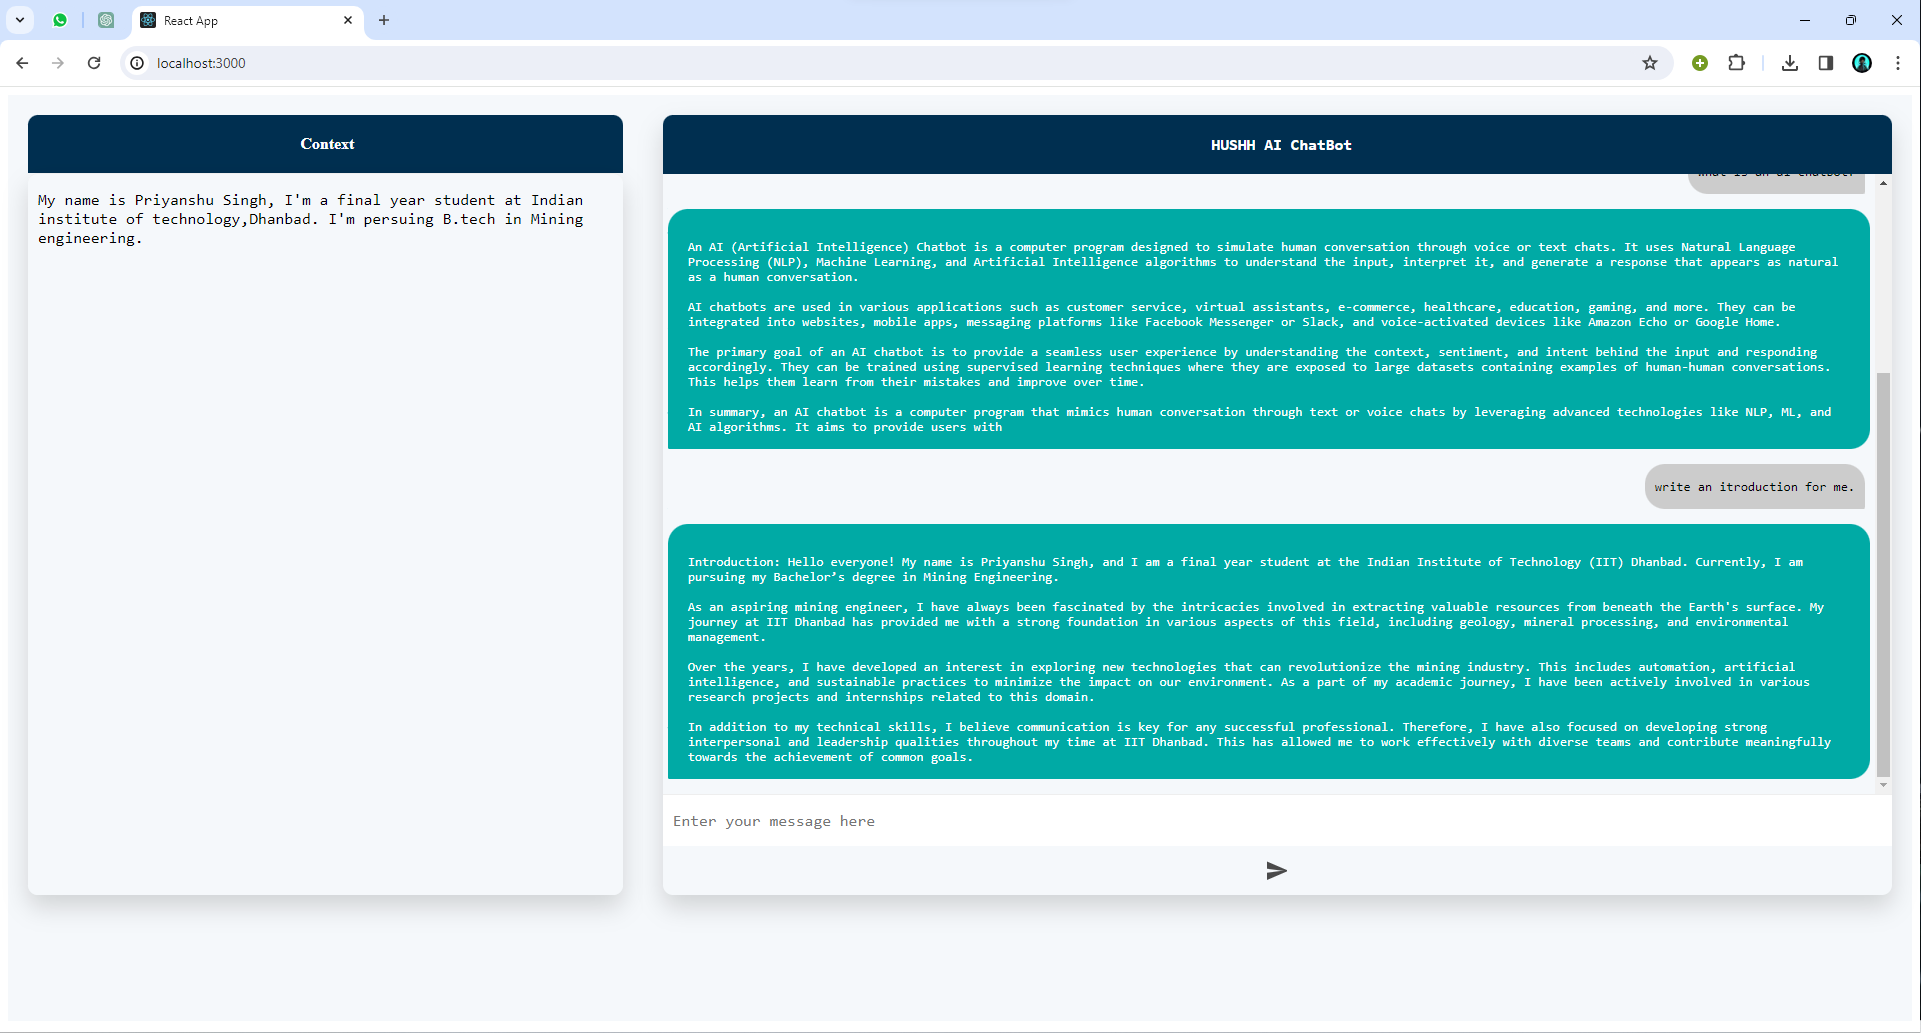 React App
localhost:3000
Context
My name is Priyanshu Singh, I'm a final year student at Indian
institute of technology,Dhanbad. I'm persuing B.tech in Mining
engineering.
HUSHH AI ChatBot
what is an ai chatbot?
An AI (Artificial Intelligence) Chatbot is a computer program designed to simulate human conversation through voice or text chats. It uses Natural Language
Processing (NLP), Machine Learning, and Artificial Intelligence algorithms to understand the input, interpret it, and generate a response that appears as natural
as a human conversation.
AI chatbots are used in various applications such as customer service, virtual assistants, e-commerce, healthcare, education, gaming, and more. They can be
integrated into websites, mobile apps, messaging platforms like Facebook Messenger or Slack, and voice-activated devices like Amazon Echo or Google Home.
The primary goal of an AI chatbot is to provide a seamless user experience by understanding the context, sentiment, and intent behind the input and responding
accordingly. They can be trained using supervised learning techniques where they are exposed to large datasets containing examples of human-human conversations.
This helps them learn from their mistakes and improve over time.
In summary, an AI chatbot is a computer program that mimics human conversation through text or voice chats by leveraging advanced technologies like NLP, ML, and
AI algorithms. It aims to provide users with
write an itroduction for me.
Introduction: Hello everyone! My name is Priyanshu Singh, and I am a final year student at the Indian Institute of Technology (IIT) Dhanbad. Currently, I am
pursuing my Bachelor’s degree in Mining Engineering.
As an aspiring mining engineer, I have always been fascinated by the intricacies involved in extracting valuable resources from beneath the Earth's surface. My
journey at IIT Dhanbad has provided me with a strong foundation in various aspects of this field, including geology, mineral processing, and environmental
management.
Over the years, I have developed an interest in exploring new technologies that can revolutionize the mining industry. This includes automation, artificial
intelligence, and sustainable practices to minimize the impact on our environment. As a part of my academic journey, I have been actively involved in various
research projects and internships related to this domain.
In addition to my technical skills, I believe communication is key for any successful professional. Therefore, I have also focused on developing strong
interpersonal and leadership qualities throughout my time at IIT Dhanbad. This has allowed me to work effectively with diverse teams and contribute meaningfully
towards the achievement of common goals.
Enter your message here